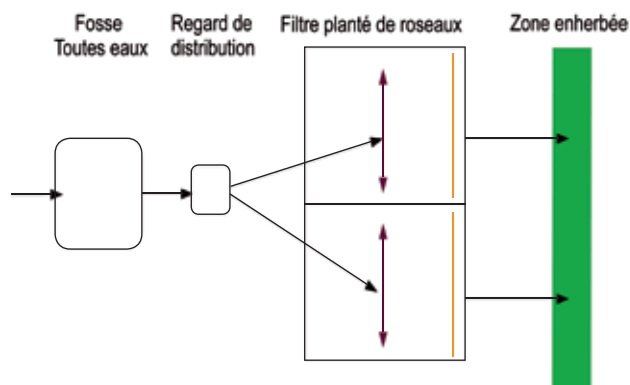 Fosse
Toutes eaux
Regard de
distribution
Filtre planté de roseaux
Zone enherbée